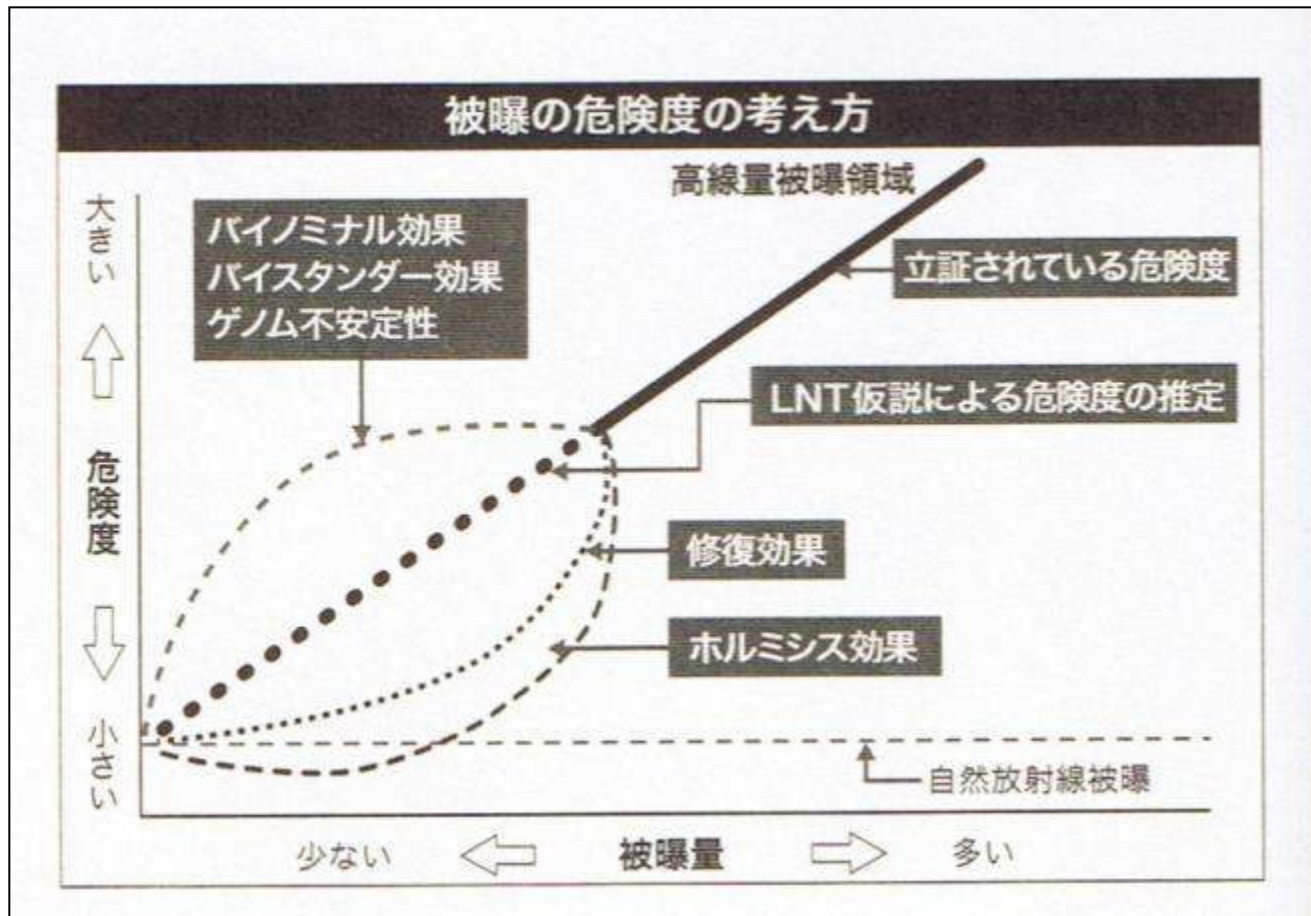 被曝の危険度の考え方
高線量被曝領域
大きい
危険度
小さい
バイノミナル効果
バイスタンダー効果
ゲノム不安定性
立証されている危険度
LNT仮説による危険度の推定
修復効果
ホルミシス効果
自然放射線被曝
少ない
被曝量
多い